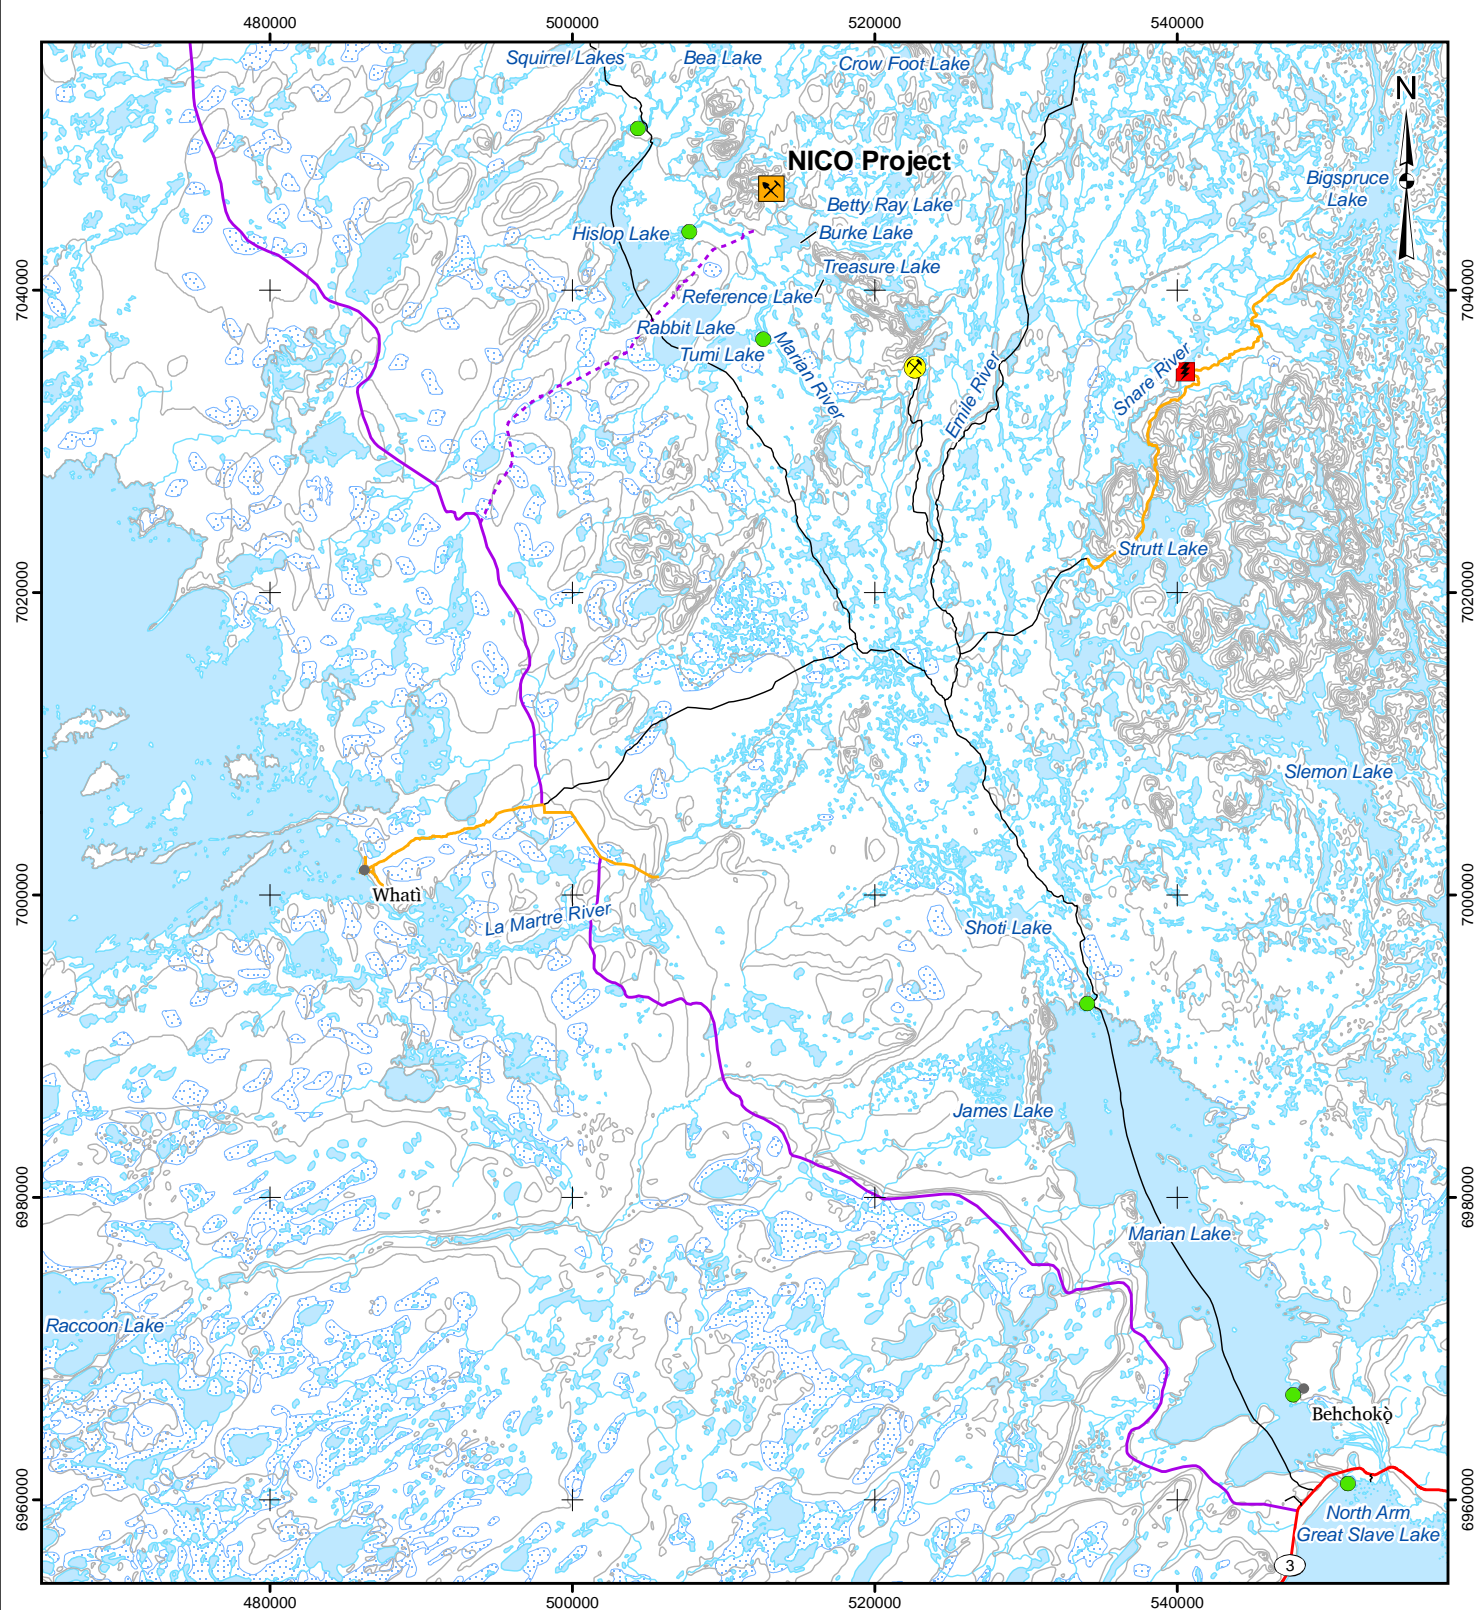 480000
500000
520000
540000
Squirrel Lakes
Bea Lake
Crow Foot Lake
N
NICO Project
Bigspruce
Lake
Betty Ray Lake
Hislop Lake
Burke Lake
Treasure Lake
7040000
7040000
Reference Lake
Rabbit Lake
Tumi Lake
Marian River
Emile River
Snare River
Strutt Lake
7020000
7020000
Slemon Lake
Whatì
7000000
7000000
La Martre River
Shoti Lake
James Lake
6980000
6980000
Marian Lake
Raccoon Lake
Behchokǫ̀
6960000
6960000
North Arm
Great Slave Lake
3
480000
500000
520000
540000